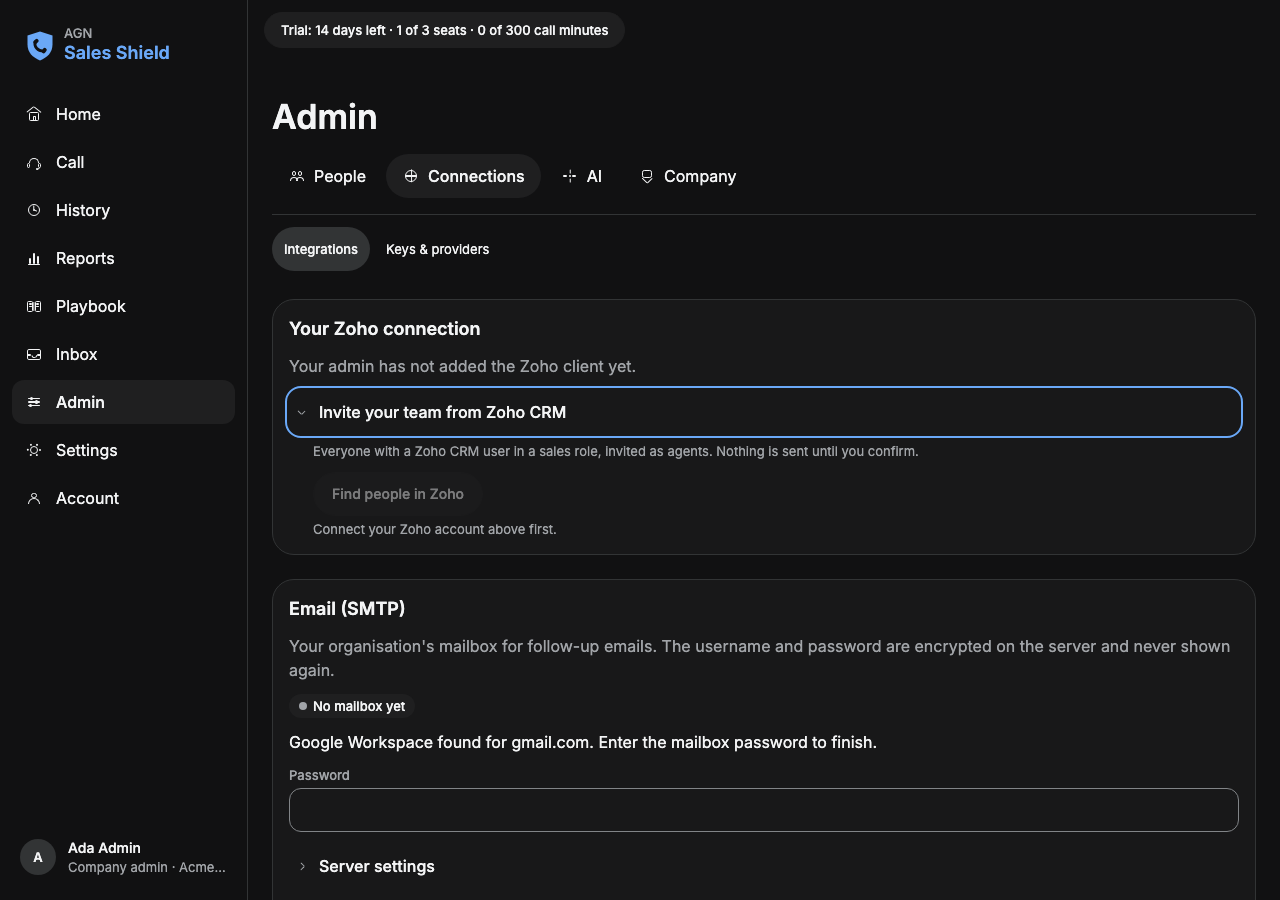 AGN
Sales Shield
Trial: 14 days left · 1 of 3 seats · 0 of 300 call minutes
Home
Call
History
Reports
Playbook
Inbox
Admin
Settings
Account
Ada Admin
Company admin · Acme...
Admin
People
Connections
AI
Company
Integrations
Keys & providers
Your Zoho connection
Your admin has not added the Zoho client yet.
Invite your team from Zoho CRM
Everyone with a Zoho CRM user in a sales role, invited as agents. Nothing is sent until you confirm.
Find people in Zoho
Connect your Zoho account above first.
Email (SMTP)
Your organisation's mailbox for follow-up emails. The username and password are encrypted on the server and never shown
again.
No mailbox yet
Google Workspace found for gmail.com. Enter the mailbox password to finish.
Password
Server settings
A